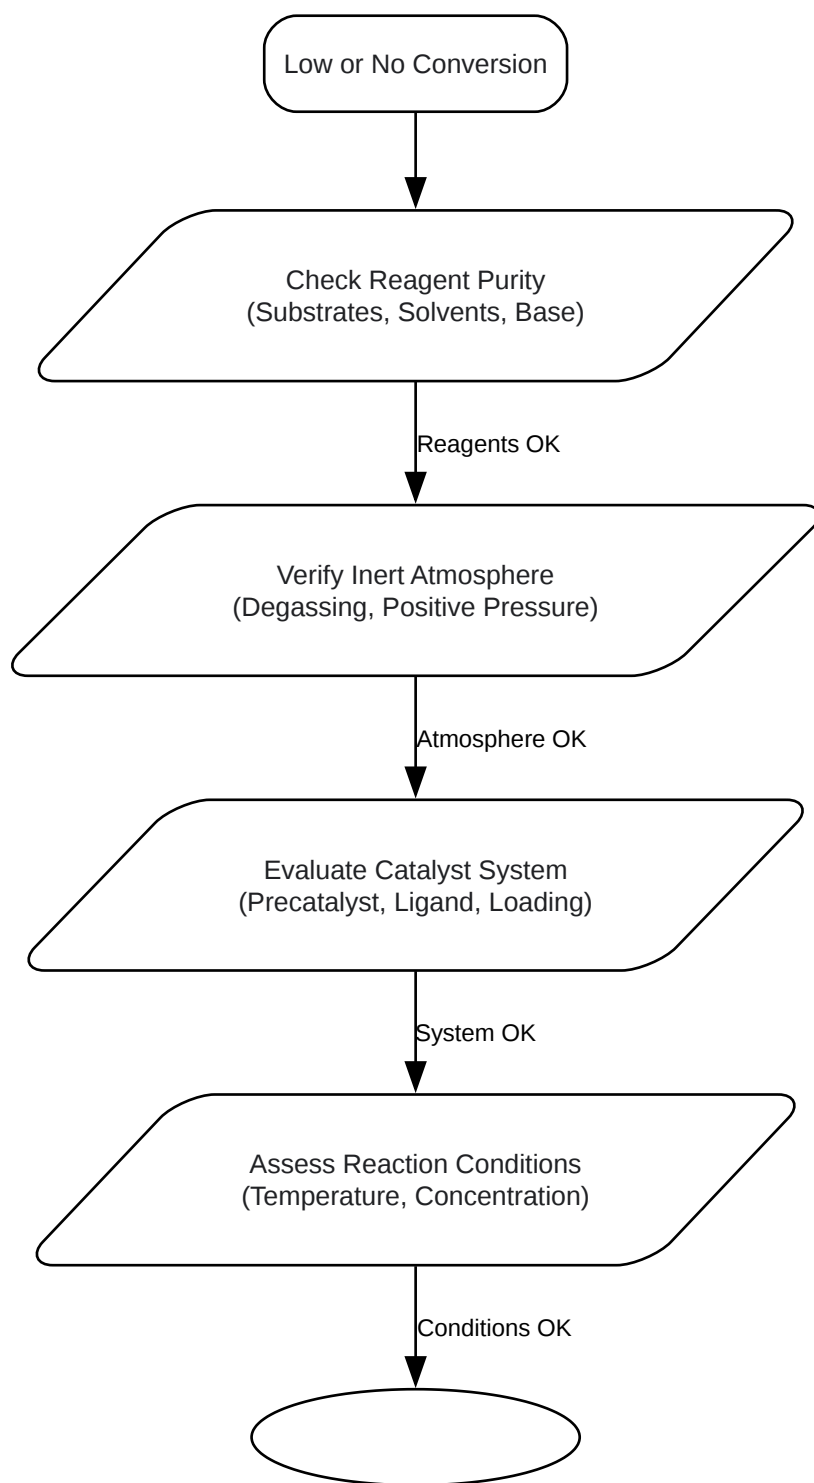 Low or No Conversion
Check Reagent Purity
(Substrates, Solvents, Base)
Reagents OK
Verify Inert Atmosphere
(Degassing, Positive Pressure)
Atmosphere OK
Evaluate Catalyst System
(Precatalyst, Ligand, Loading)
System OK
Assess Reaction Conditions
(Temperature, Concentration)
Conditions OK